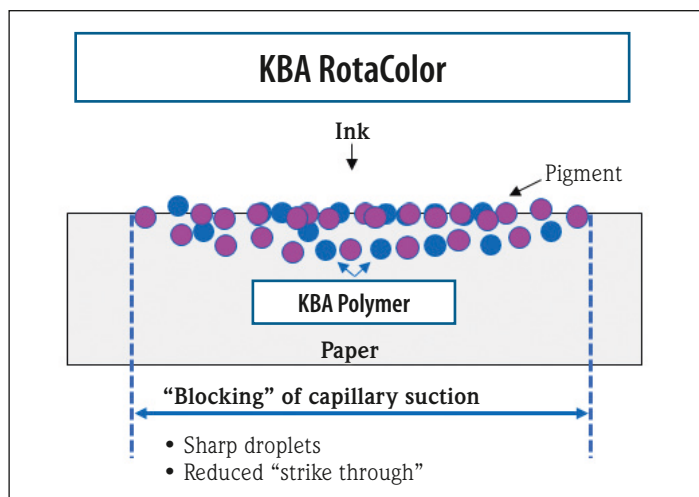 KBA RotaColor
Ink
Pigment
KBA Polymer
Paper
“Blocking” of capillary suction
• Sharp droplets
• Reduced “strike through”